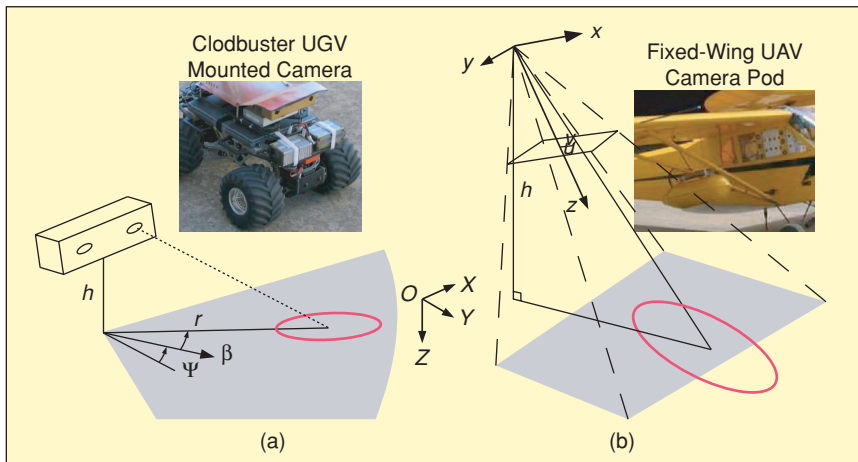 Clodbuster UGV
Mounted Camera
h
r
Ψ
β
(a)
O
X
Y
Z
x
y
Fixed-Wing UAV
Camera Pod
v
u
h
z
(b)